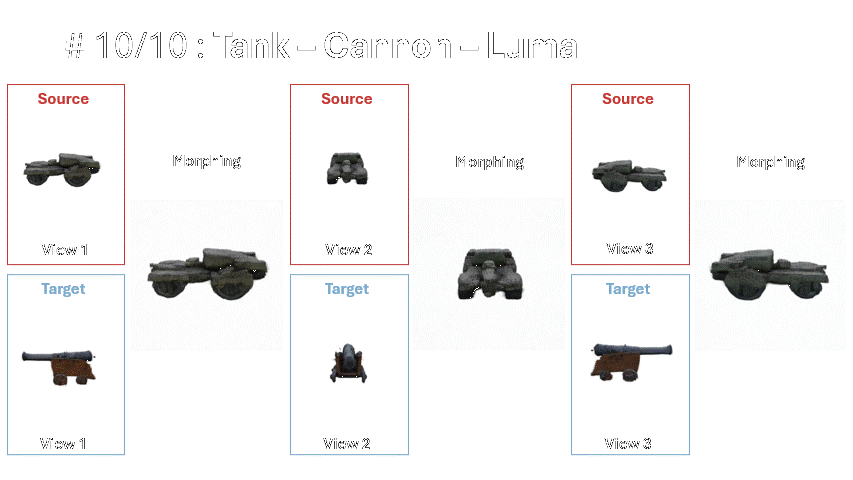 # 10/10 : Tank – Cannon – Luma
Source
Morphing
View 1
Target
View 1
Source
Morphing
View 2
Target
View 2
Source
Morphing
View 3
Target
View 3